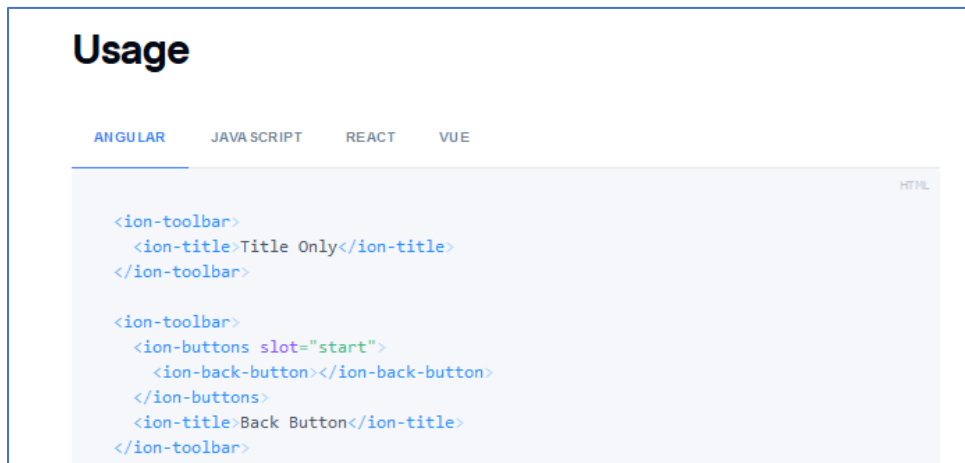 Usage
ANGULAR JAVASCRIPT REACT VUE
HTML
<ion-toolbar>
<ion-title>Title Only</ion-title>
</ion-toolbar>
<ion-toolbar>
<ion-buttons slot="start">
<ion-back-button></ion-back-button>
</ion-buttons>
<ion-title>Back Button</ion-title>
</ion-toolbar>